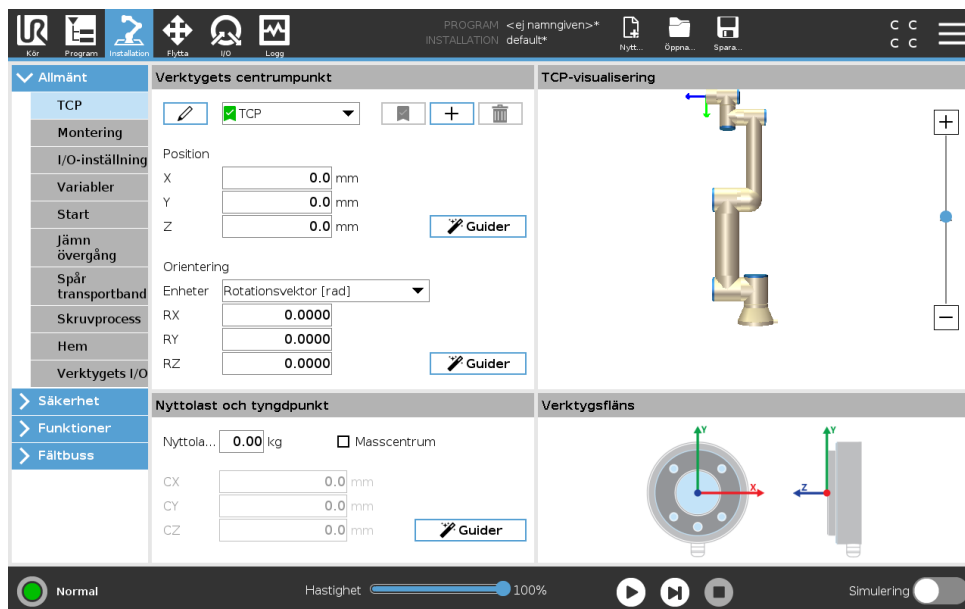 PROGRAM <ej namngiven>*
INSTALLATION default*
Kör
Program
Installation
Flytta
I/O
Logg
Nytt...
Öppna...
Spara...
C C
C C
Allmänt
TCP
Montering
I/O-inställning
Variabler
Start
Jämn
övergång
Spår
transportband
Skruvprocess
Hem
Verktygets I/O
Säkerhet
Funktioner
Fältbuss
Verktygets centrumpunkt
TCP
Position
X 0.0 mm
Y 0.0 mm
Z 0.0 mm
Guider
Orientering
Enheter Rotationsvektor [rad]
RX 0.0000
RY 0.0000
RZ 0.0000
Guider
TCP-visualisering
Nyttolast och tyngdpunkt
Nyttola... 0.00 kg Masscentrum
CX 0.0 mm
CY 0.0 mm
CZ 0.0 mm
Guider
Verktygsfläns
Y
X
Y
Z
Normal
Hastighet 100%
Simulering